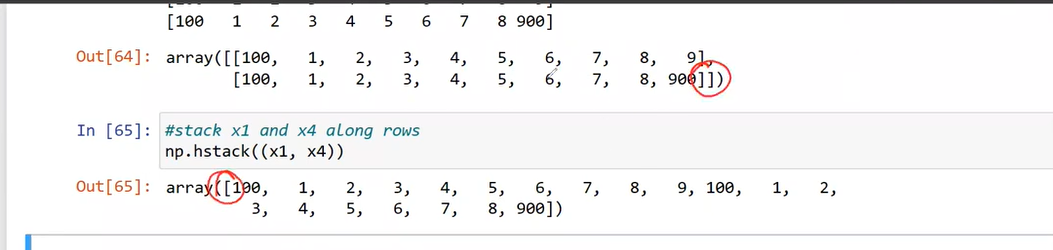 [100 1 2 3 4 5 6 7 8 900]
Out[64]: array([[100, 1, 2, 3, 4, 5, 6, 7, 8, 9],
[100, 1, 2, 3, 4, 5, 6, 7, 8, 900]])
In [65]: #stack x1 and x4 along rows
np.hstack((x1, x4))
Out[65]: array([100, 1, 2, 3, 4, 5, 6, 7, 8, 9, 100, 1, 2,
3, 4, 5, 6, 7, 8, 900])